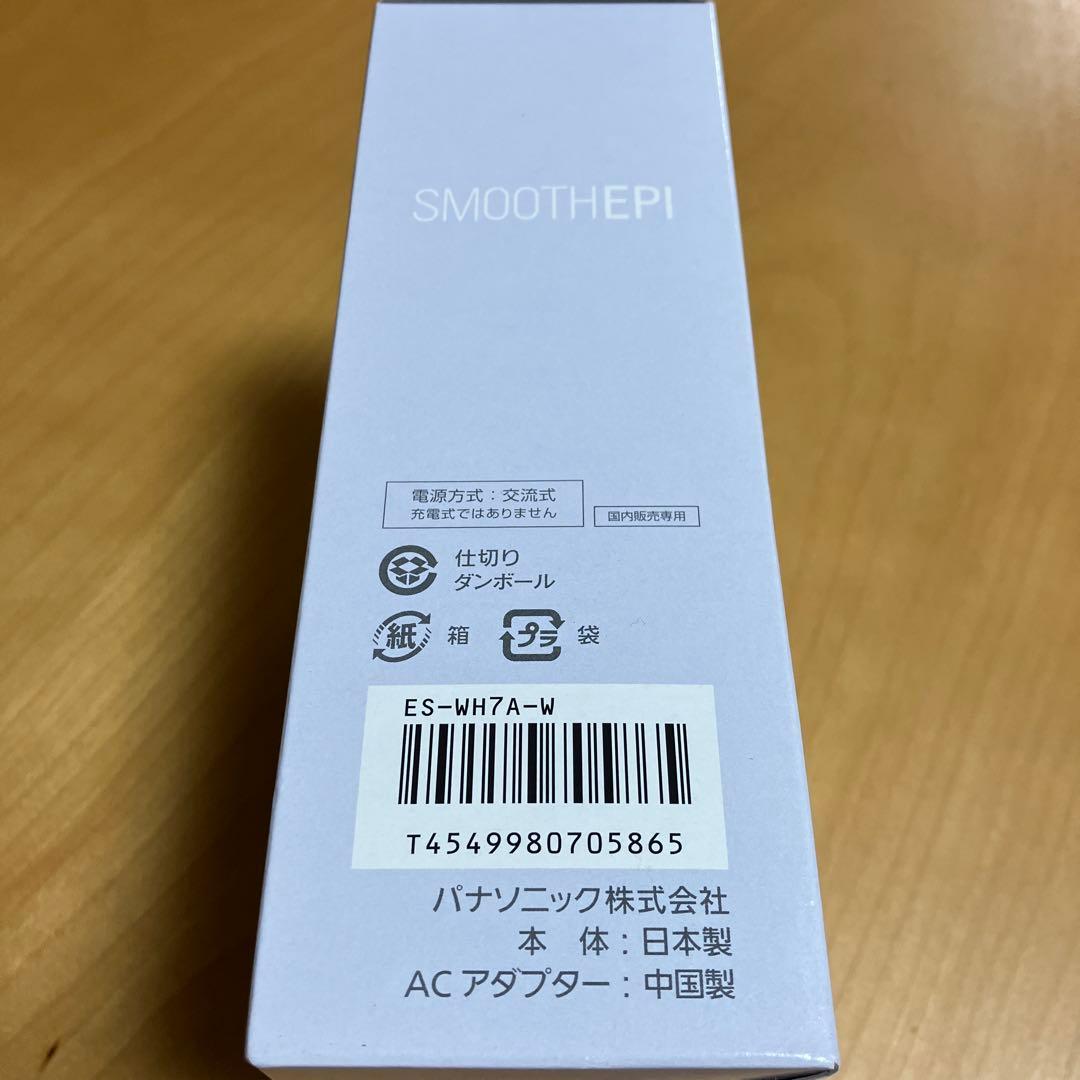 SMOOTHEPI
電源方式：交流式
充電式ではありません
国内販売専用
仕切り
ダンボール
紙 箱 プラ 袋
ES-WH7A-W
T4549980705865
パナソニック株式会社
本 体：日本製
AC アダプター：中国製